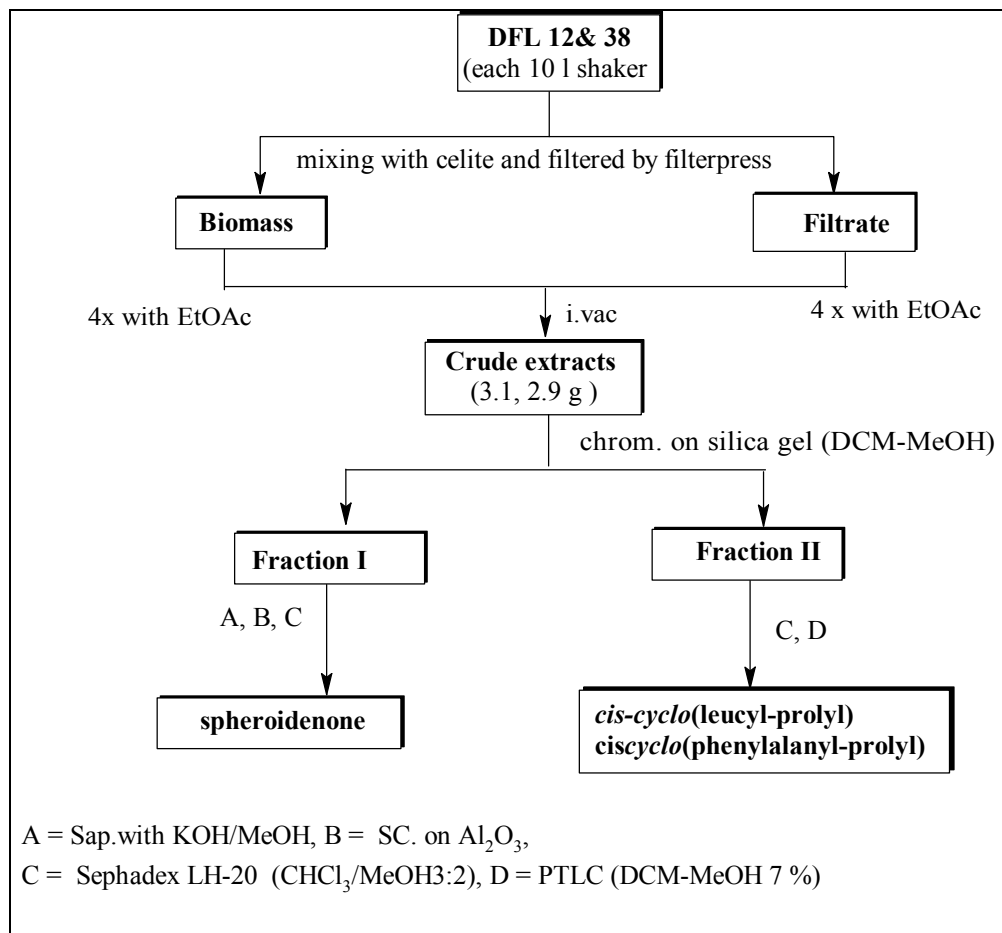 DFL 12& 38
(each 10 l shaker
mixing with celite and filtered by filterpress
Biomass
Filtrate
4x with EtOAc
i.vac
4 x with EtOAc
Crude extracts
(3.1, 2.9 g )
chrom. on silica gel (DCM-MeOH)
Fraction I
Fraction II
A, B, C
C, D
spheroidenone
cis-cyclo(leucyl-prolyl)
ciscyclo(phenylalanyl-prolyl)
A = Sap.with KOH/MeOH, B = SC. on Al₂O₃,
C = Sephadex LH-20 (CHCl₃/MeOH3:2), D = PTLC (DCM-MeOH 7 %)